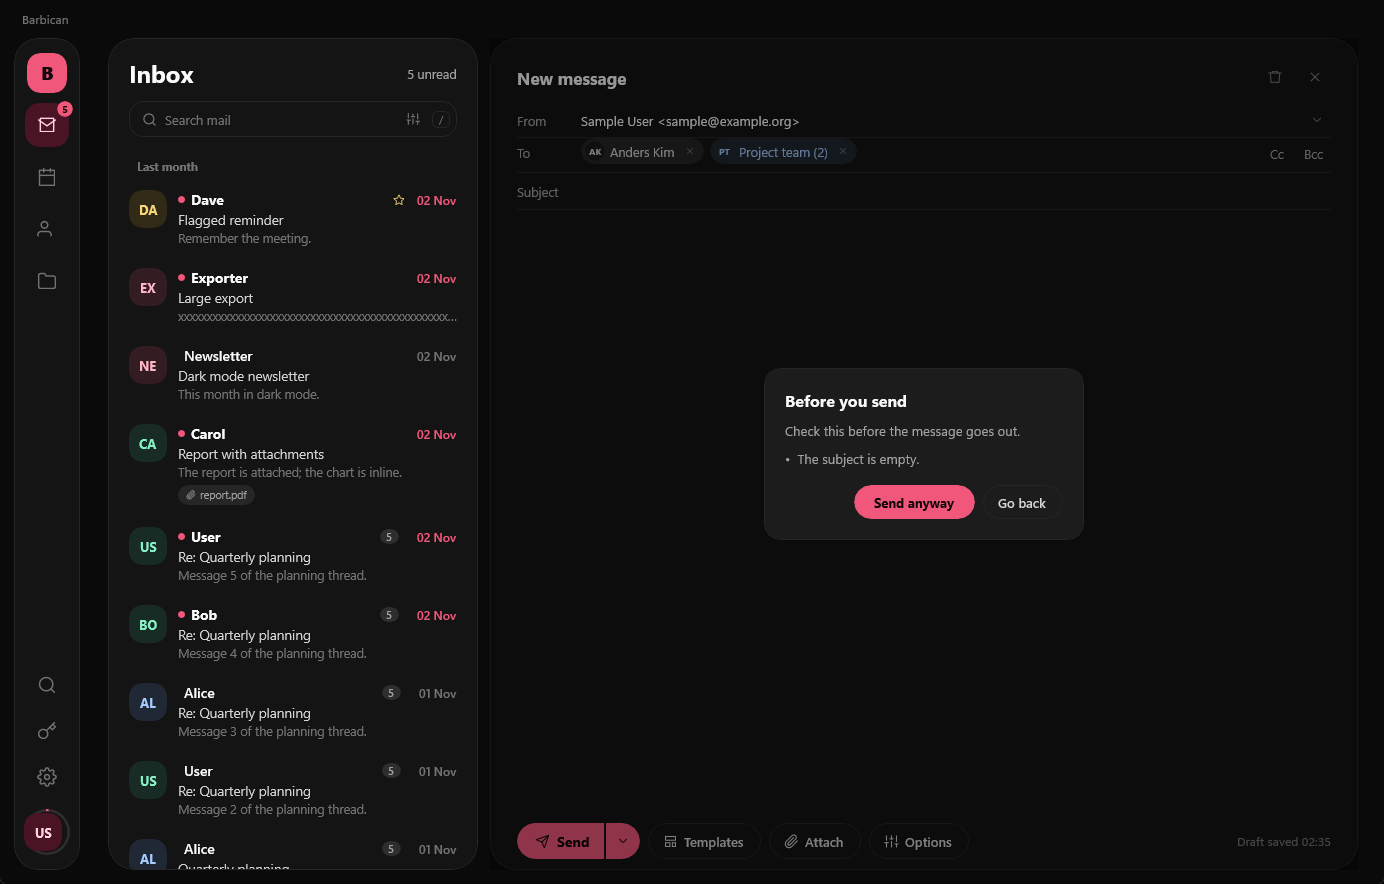 Barbican
B
5
Inbox
5 unread
Search mail
/
Last month
DA
Dave
02 Nov
Flagged reminder
Remember the meeting.
EX
Exporter
02 Nov
Large export
NE
Newsletter
02 Nov
Dark mode newsletter
This month in dark mode.
CA
Carol
02 Nov
Report with attachments
The report is attached; the chart is inline.
report.pdf
US
User
5
02 Nov
Re: Quarterly planning
Message 5 of the planning thread.
BO
Bob
5
02 Nov
Re: Quarterly planning
Message 4 of the planning thread.
AL
Alice
5
01 Nov
Re: Quarterly planning
Message 3 of the planning thread.
US
User
5
01 Nov
Re: Quarterly planning
Message 2 of the planning thread.
AL
Alice
5
01 Nov
Re: Quarterly planning
US
New message
From
Sample User <sample@example.org>
To
AK Anders Kim ×
PT Project team (2) ×
Cc
Bcc
Subject
Before you send
Check this before the message goes out.
• The subject is empty.
Send anyway
Go back
Send
Templates
Attach
Options
Draft saved 02:35